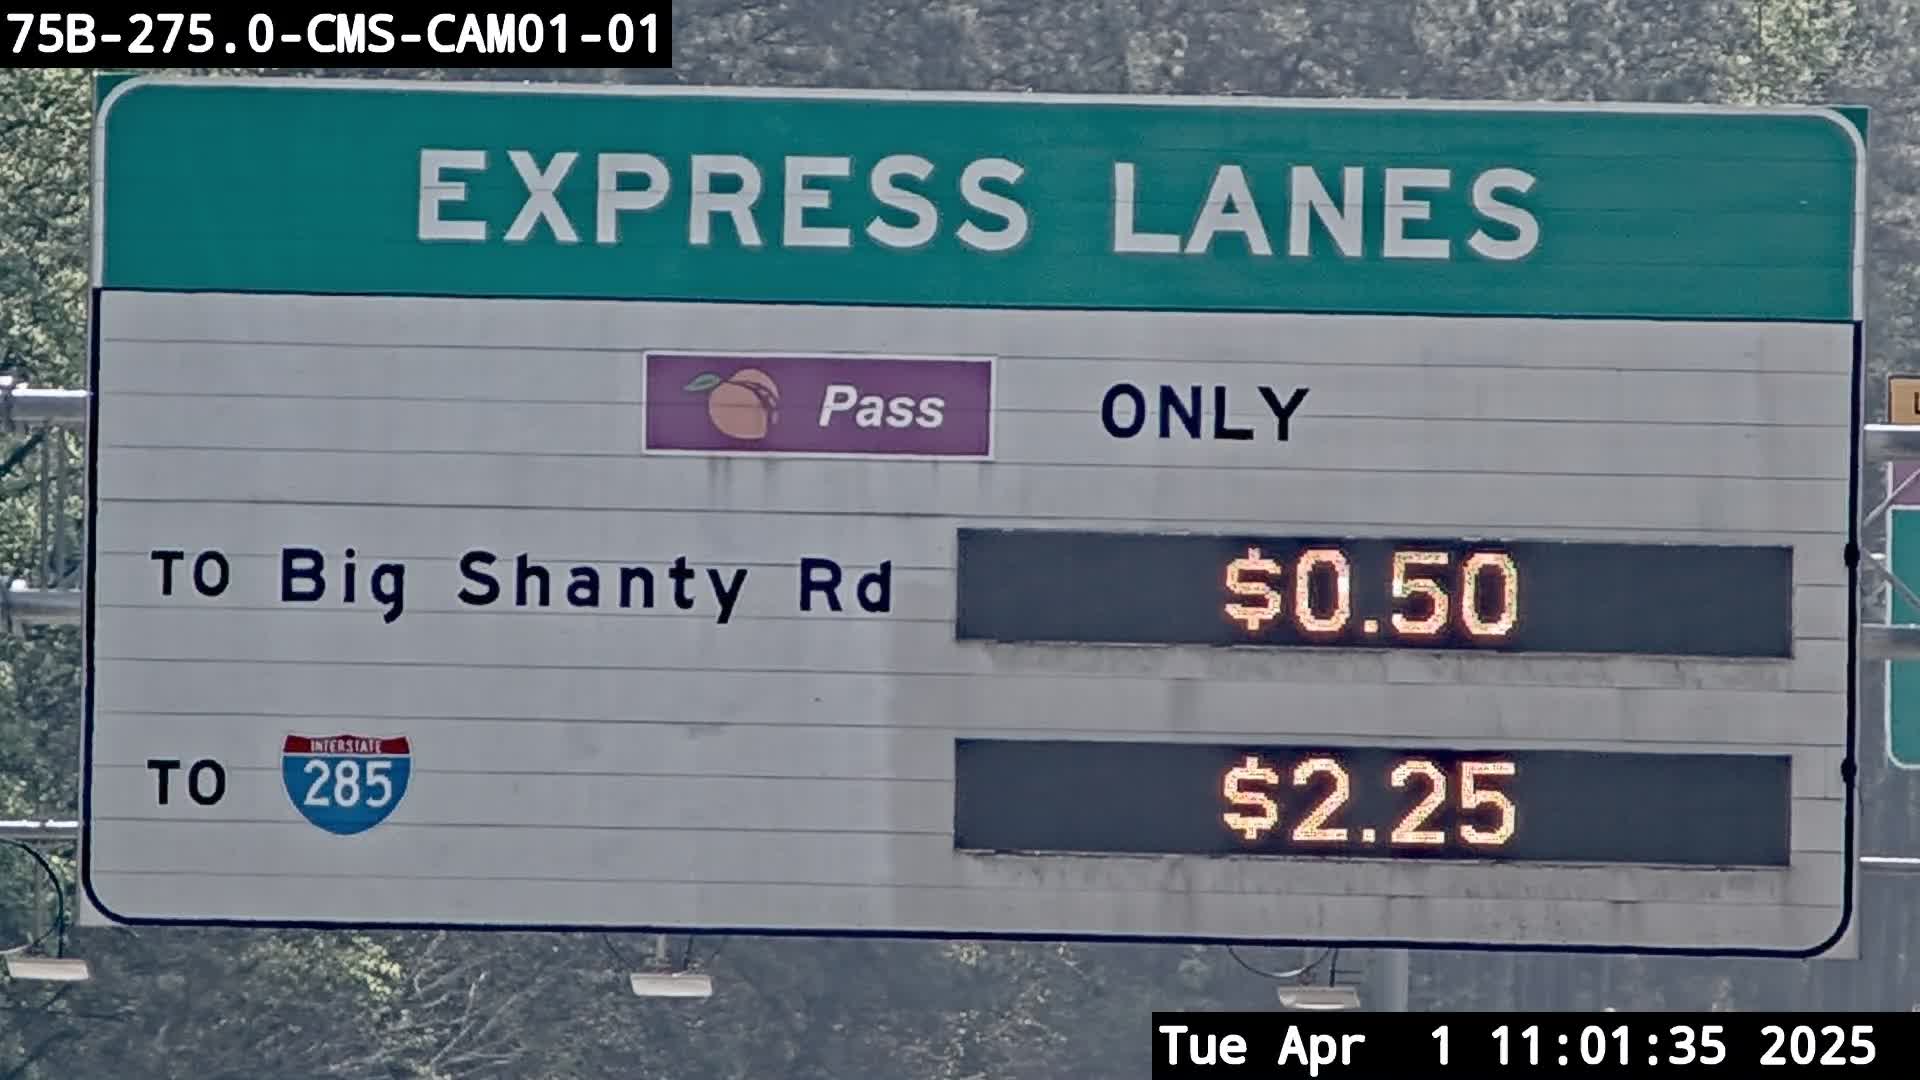 75B-275.0-CMS-CAM01-01
EXPRESS LANES
Pass ONLY
TO Big Shanty Rd $0.50
INTERSTATE
TO 285 $2.25
Tue Apr 1 11:01:35 2025